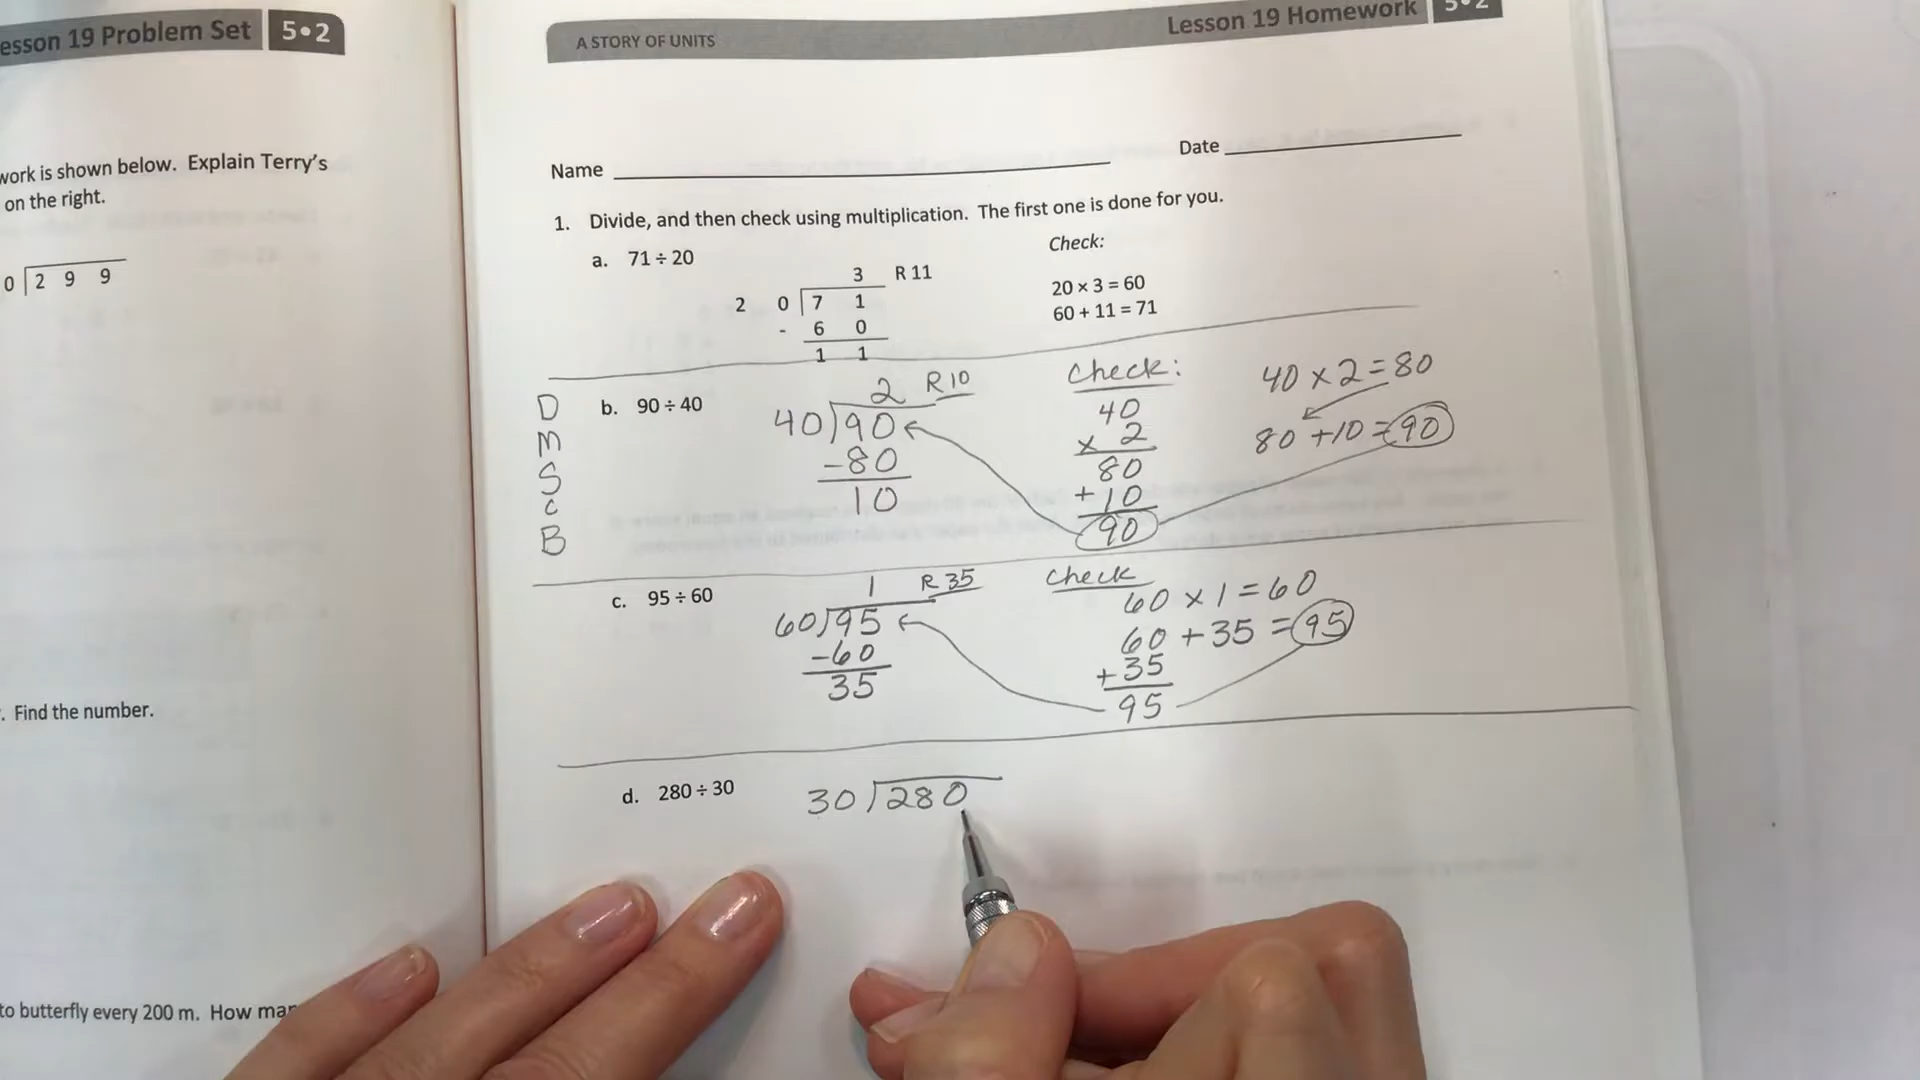 esson 19 Problem Set 5•2
work is shown below. Explain Terry's
on the right.
0 2 9 9
. Find the number.
to butterfly every 200 m. How mar
A STORY OF UNITS
Lesson 19 Homework 5•2
Name
Date
1. Divide, and then check using multiplication. The first one is done for you.
a. 71 ÷ 20
3 R 11
2 0 7 1
- 6 0
1 1
Check:
20 × 3 = 60
60 + 11 = 71
D
M
S
C
B
b. 90 ÷ 40
2 R10
40)90
-80
10
Check:
40
× 2
80
+ 10
90
40 × 2 = 80
80 + 10 = 90
c. 95 ÷ 60
1 R 35
60)95
-60
35
Check
60 × 1 = 60
60 + 35 = 95
+ 35
95
d. 280 ÷ 30
30)280